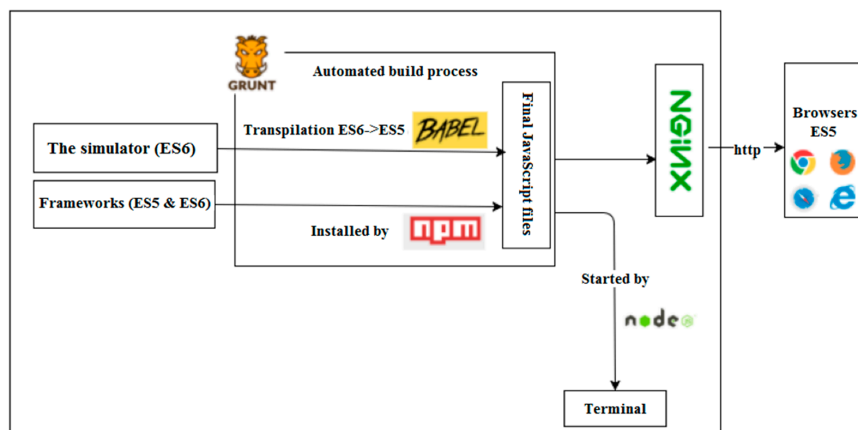 GRUNT
Automated build process
Transpilation ES6->ES5
BABEL
The simulator (ES6)
Frameworks (ES5 & ES6)
Installed by
npm
Final JavaScript files
NGiNX
http
Browsers
ES5
Started by
node
JS
Terminal